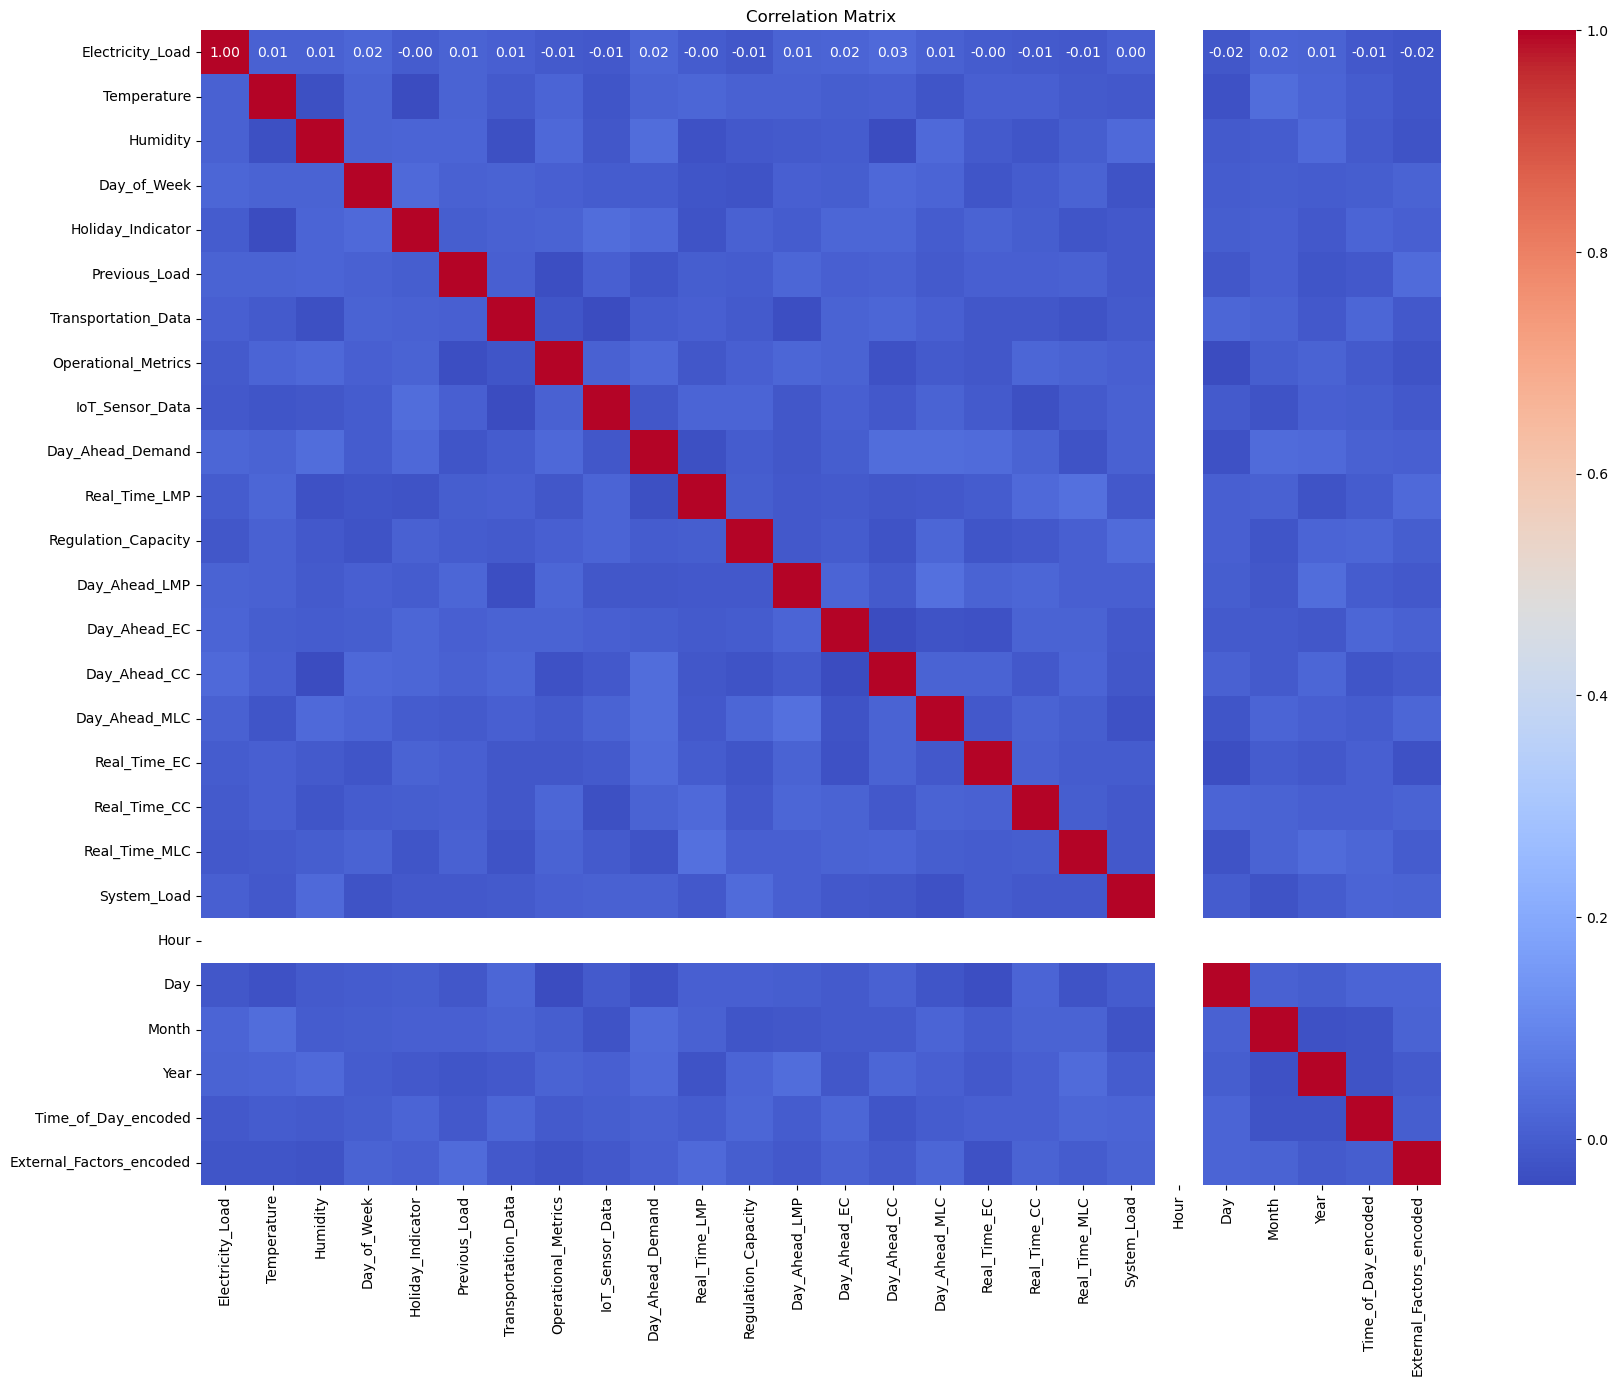 Correlation Matrix
Electricity_Load 1.00 0.01 0.01 0.02 -0.00 0.01 0.01 -0.01 -0.01 0.02 -0.00 -0.01 0.01 0.02 0.03 0.01 -0.00 -0.01 -0.01 0.00 -0.02 0.02 0.01 -0.01 -0.02
Temperature
Humidity
Day_of_Week
Holiday_Indicator
Previous_Load
Transportation_Data
Operational_Metrics
IoT_Sensor_Data
Day_Ahead_Demand
Real_Time_LMP
Regulation_Capacity
Day_Ahead_LMP
Day_Ahead_EC
Day_Ahead_CC
Day_Ahead_MLC
Real_Time_EC
Real_Time_CC
Real_Time_MLC
System_Load
Hour
Day
Month
Year
Time_of_Day_encoded
External_Factors_encoded
Electricity_Load
Temperature
Humidity
Day_of_Week
Holiday_Indicator
Previous_Load
Transportation_Data
Operational_Metrics
IoT_Sensor_Data
Day_Ahead_Demand
Real_Time_LMP
Regulation_Capacity
Day_Ahead_LMP
Day_Ahead_EC
Day_Ahead_CC
Day_Ahead_MLC
Real_Time_EC
Real_Time_CC
Real_Time_MLC
System_Load
Hour
Day
Month
Year
Time_of_Day_encoded
External_Factors_encoded
1.0
0.8
0.6
0.4
0.2
0.0